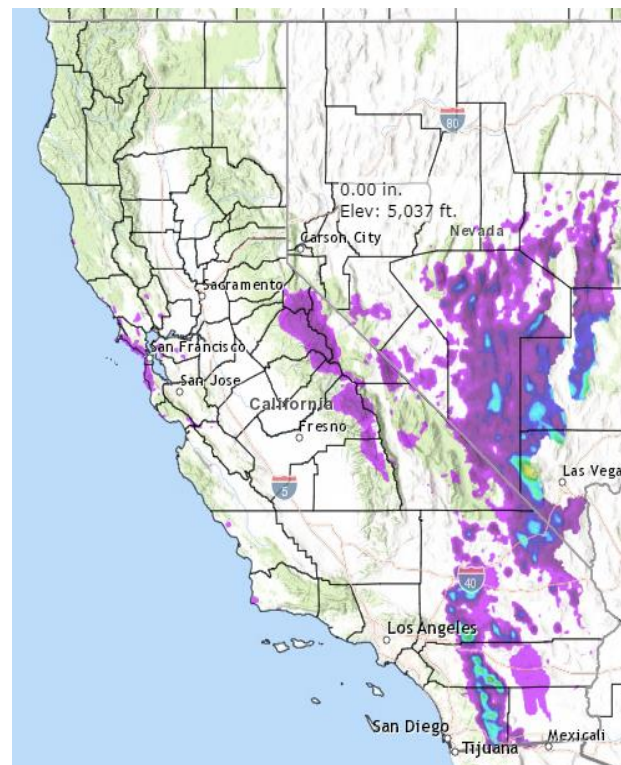 80
0.00 in.
Elev: 5,037 ft.
Carson City
Nevada
Sacramento
San Francisco
San Jose
California
Fresno
5
Las Vega
40
Los Angeles
San Diego
Tijuana
Mexicali